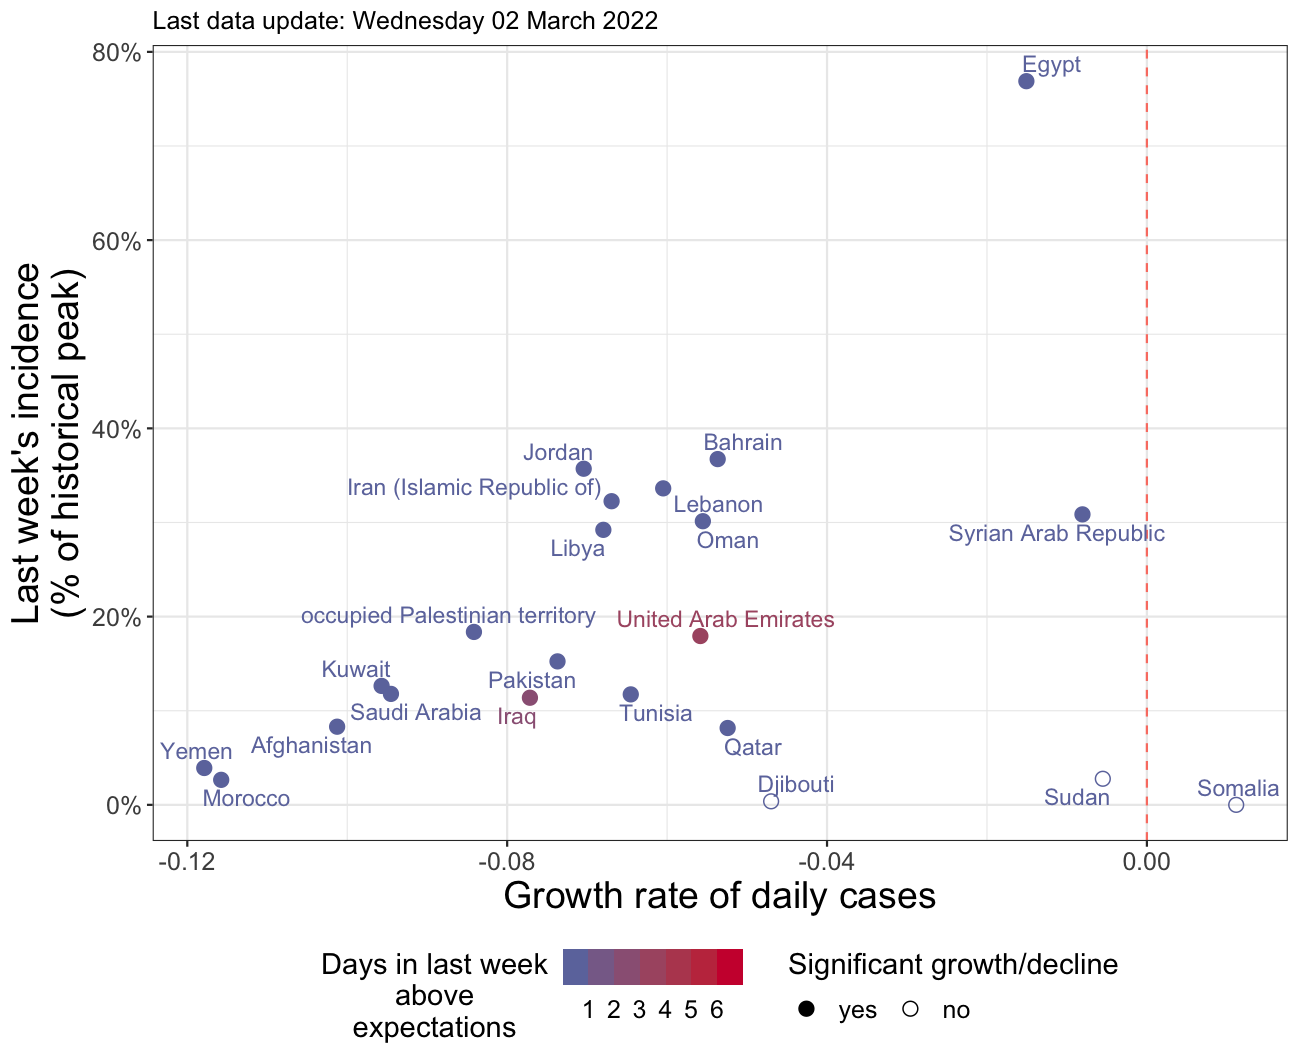 Last data update: Wednesday 02 March 2022
80%
60%
40%
20%
0%
Last week's incidence
(% of historical peak)
Egypt
Bahrain
Jordan
Iran (Islamic Republic of)
Lebanon
Libya
Oman
Syrian Arab Republic
occupied Palestinian territory
United Arab Emirates
Kuwait
Pakistan
Saudi Arabia
Iraq
Tunisia
Afghanistan
Qatar
Yemen
Morocco
Djibouti
Sudan
Somalia
-0.12
-0.08
-0.04
0.00
Growth rate of daily cases
Days in last week
above
expectations
1 2 3 4 5 6
Significant growth/decline
yes
no